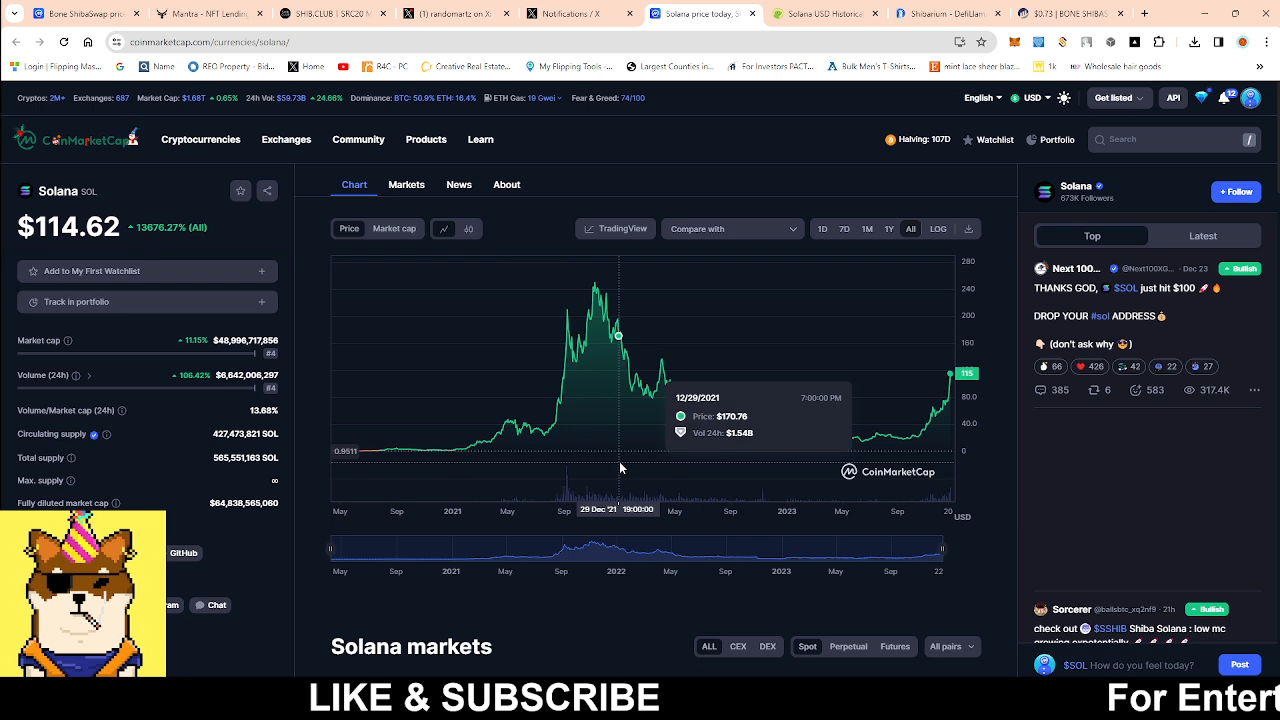 Bone ShibaSwap pric
Mantra - NFT Lending
SHIB.CLUB | SRC20 M
(1) Phomartz on X
Notifications / X
Solana price today, S
Solana USD Historical
Shibarium - DefiLlam
$0.73 | BONE SHIBAS
coinmarketcap.com/currencies/solana/
Login | Flipping Mas...
Name
REO Property - Bid...
Home
R4C - PC
Creative Real Estate...
My Flipping Tools -...
Largest Counties in...
For Investors PACT...
Bulk Men's T-Shirts...
mint lace sheer blaz...
1k
Wholesale hair goods
Cryptos: 2M+ Exchanges: 687 Market Cap: $1.68T 0.65% 24h Vol: $59.73B 24.66% Dominance: BTC: 50.9% ETH: 16.4% ETH Gas: 19 Gwei Fear & Greed: 74/100
English USD Get listed API 12
CoinMarketCap Cryptocurrencies Exchanges Community Products Learn
Halving: 107D Watchlist Portfolio Search /
Solana SOL
$114.62 13676.27% (All)
Add to My First Watchlist +
Track in portfolio +
Market cap 11.15% $48,996,717,856
#4
Volume (24h) 106.42% $6,642,006,297
#4
Volume/Market cap (24h) 13.68%
Circulating supply 427,473,821 SOL
Total supply 565,551,163 SOL
Max. supply ∞
Fully diluted market cap $64,838,565,060
GitHub
Chat
Chart Markets News About
Price Market cap TradingView Compare with 1D 7D 1M 1Y All LOG
280
240
200
160
115
80.0
40.0
0
0.9511
12/29/2021 7:00:00 PM
Price: $170.76
Vol 24h: $1.54B
CoinMarketCap
29 Dec '21 19:00:00
May Sep 2021 May Sep May Sep 2023 May Sep 20
USD
May Sep 2021 May Sep 2022 May Sep 2023 May Sep 22
Solana markets
ALL CEX DEX Spot Perpetual Futures All pairs
Solana
673K Followers
+ Follow
Top Latest
Next 100... @Next100XG... · Dec 23 Bullish
THANKS GOD, $SOL just hit $100
DROP YOUR #sol ADDRESS
(don't ask why )
66 426 42 22 27
385 6 583 317.4K ...
Sorcerer @ballsbtc_xq2nf9 · 21h Bullish
check out $SSHIB Shiba Solana : low mc
growing expotentially
$SOL How do you feel today? Post
LIKE & SUBSCRIBE
For Entert